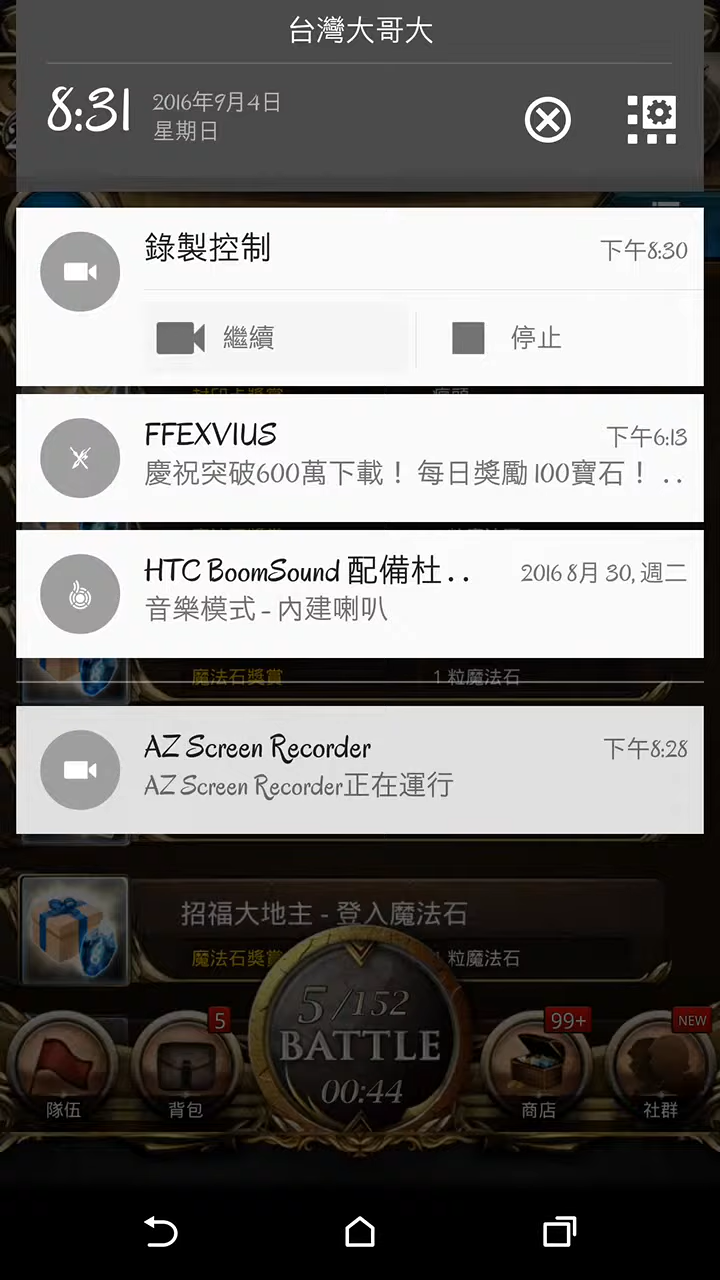 台灣大哥大
8:31
2016年9月4日
星期日
錄製控制
下午8:30
繼續
停止
FFEXVIUS
下午6:13
慶祝突破600萬下載！ 每日獎勵 100寶石！ ..
HTC BoomSound 配備杜..
2016 8月 30, 週二
音樂模式 - 內建喇叭
魔法石獎賞
1 粒魔法石
AZ Screen Recorder
下午8:28
AZ Screen Recorder正在運行
招福大地主 - 登入魔法石
魔法石獎
粒魔法石
5/152
BATTLE
00:44
5
99+
NEW
隊伍
背包
商店
社群